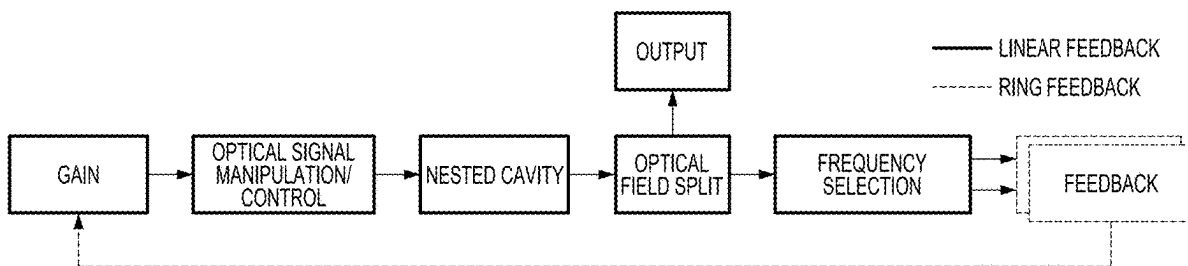 OUTPUT
LINEAR FEEDBACK
RING FEEDBACK
GAIN
OPTICAL SIGNAL
MANIPULATION/
CONTROL
NESTED CAVITY
OPTICAL
FIELD SPLIT
FREQUENCY
SELECTION
FEEDBACK